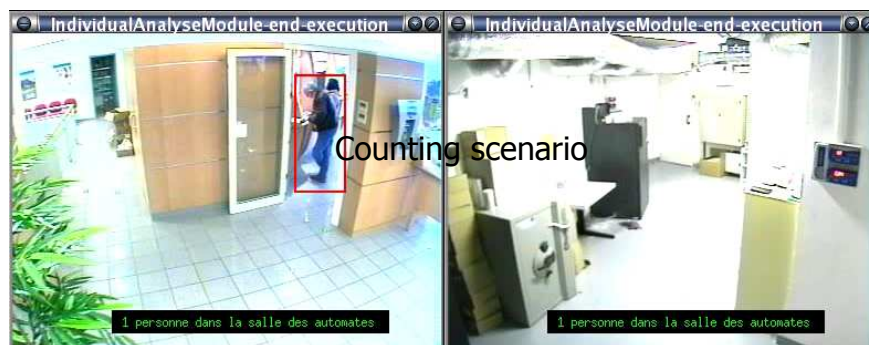 IndividualAnalyseModule-end-execution
IndividualAnalyseModule-end-execution
Counting scenario
1 personne dans la salle des automates
1 personne dans la salle des automates